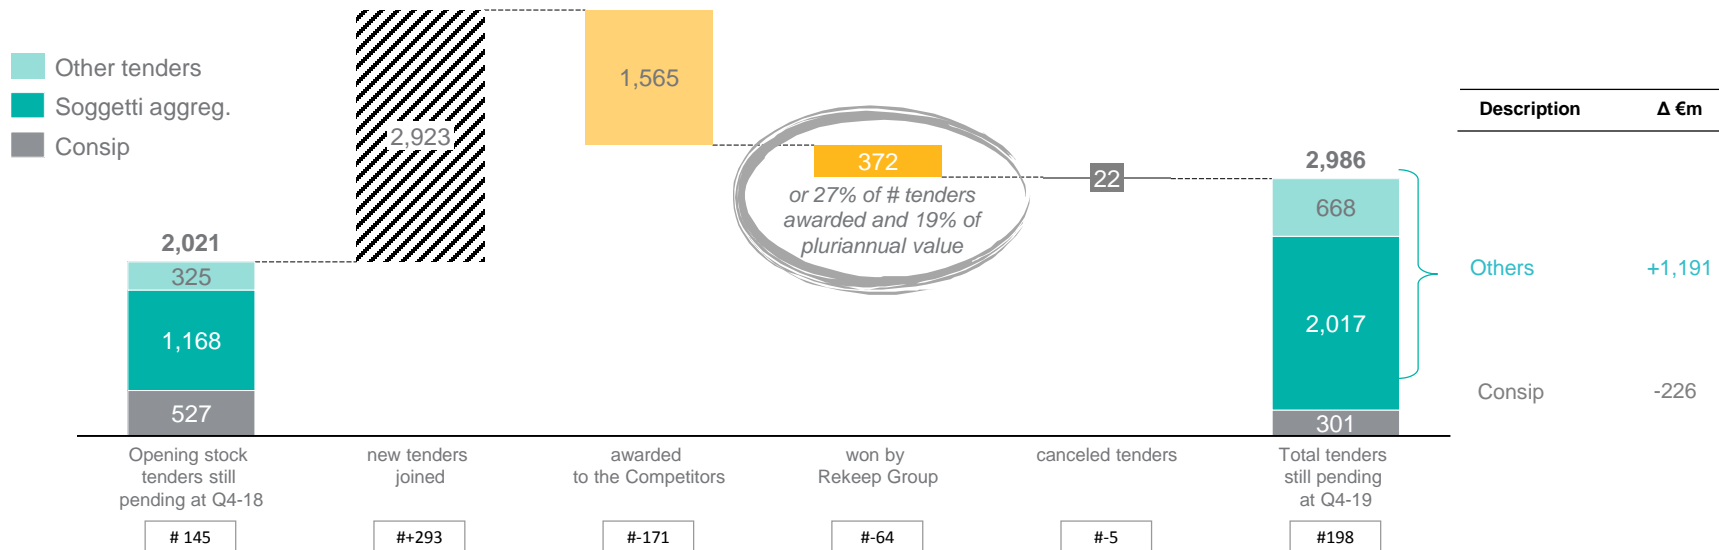 Other tenders
Soggetti aggreg.
Consip
2,021
325
1,168
527
2,923
1,565
372
or 27% of # tenders
awarded and 19% of
pluriannual value
22
2,986
668
2,017
301
Description Δ €m
Others +1,191
Consip -226
Opening stock
tenders still
pending at Q4-18
new tenders
joined
awarded
to the Competitors
won by
Rekeep Group
canceled tenders
Total tenders
still pending
at Q4-19
# 145
#+293
#-171
#-64
#-5
#198